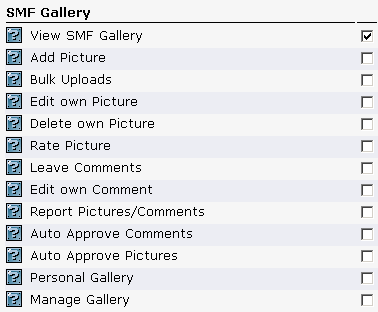 SMF Gallery
View SMF Gallery
Add Picture
Bulk Uploads
Edit own Picture
Delete own Picture
Rate Picture
Leave Comments
Edit own Comment
Report Pictures/Comments
Auto Approve Comments
Auto Approve Pictures
Personal Gallery
Manage Gallery